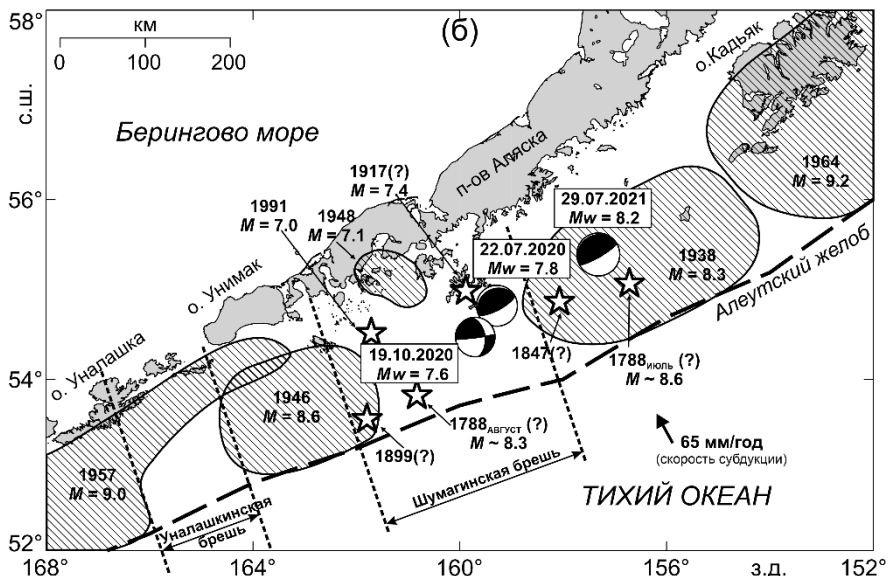 58°
км
0 100 200
(б)
о.Кадьяк
с.ш.
Берингово море
п-ов Аляска
1964
M = 9.2
1917(?)
M = 7.4
56°
1991
M = 7.0
1948
M = 7.1
29.07.2021
Mw = 8.2
22.07.2020
Mw = 7.8
1938
M = 8.3
о. Унимак
Алеутский желоб
о. Уналашка
19.10.2020
Mw = 7.6
1847(?)
1788июль (?)
M ~ 8.6
54°
1946
M = 8.6
1788август (?)
M ~ 8.3
1899(?)
65 мм/год
(скорость субдукции)
1957
M = 9.0
Шумагинская брешь
ТИХИЙ ОКЕАН
Уналашкинская
брешь
52°
168° 164° 160° 156° з.д. 152°